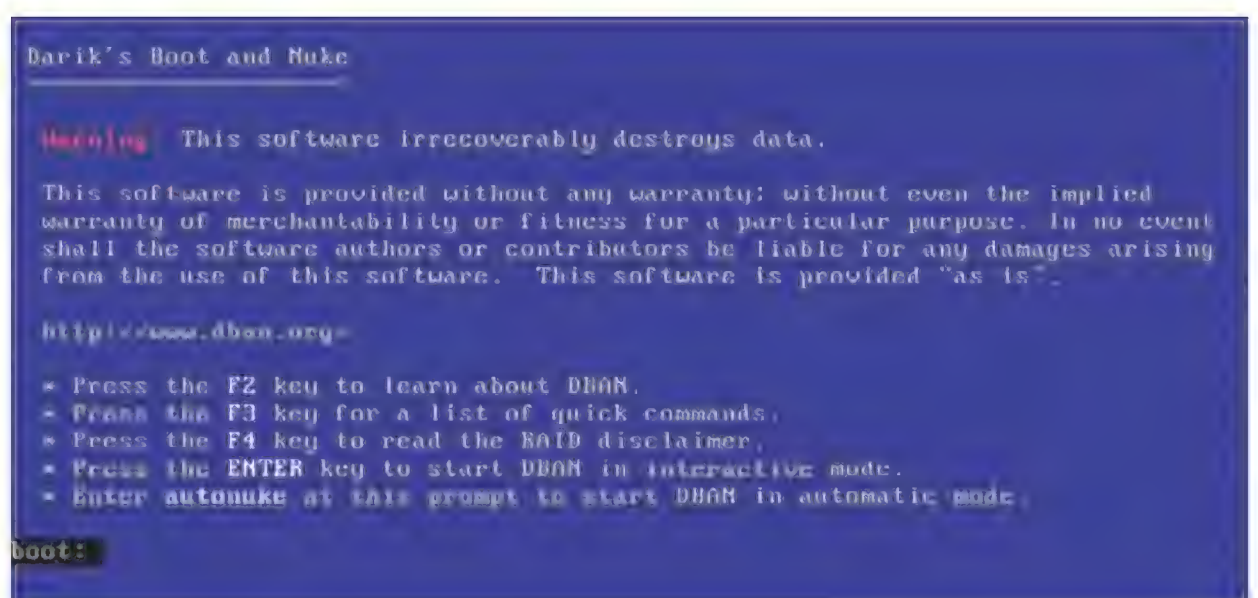 Darik's Boot and Nuke
Warning This software irrecoverably destroys data.
This software is provided without any warranty; without even the implied
warranty of merchantability or fitness for a particular purpose. In no event
shall the software authors or contributors be liable for any damages arising
from the use of this software. This software is provided "as is".
http://www.dban.org/
* Press the F2 key to learn about DBAN.
* Press the F3 key for a list of quick commands.
* Press the F4 key to read the RAID disclaimer.
* Press the ENTER key to start DBAN in interactive mode.
* Enter autonuke at this prompt to start DBAN in automatic mode.
boot: